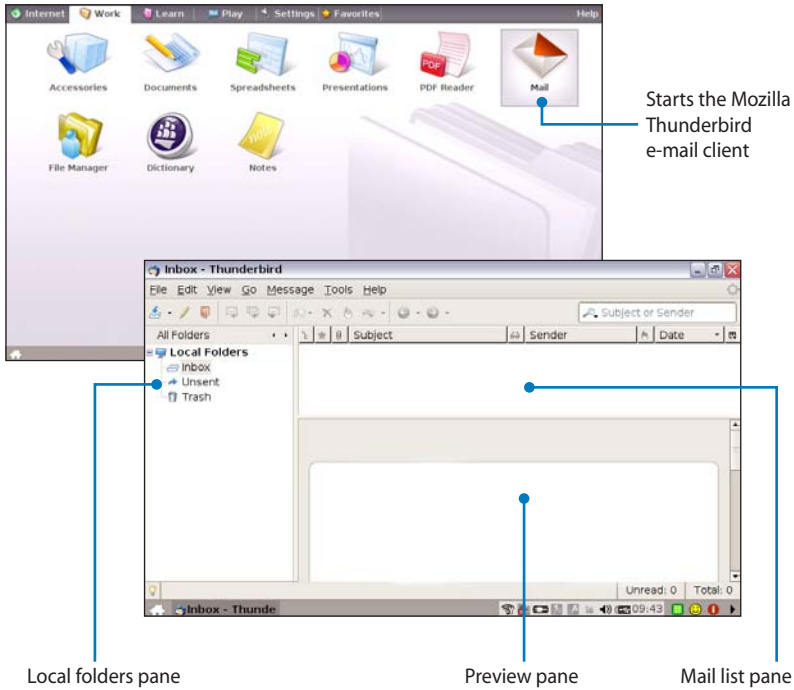 Internet Work Learn Play Settings Favorites Help
Accessories Documents Spreadsheets Presentations PDF Reader Mail
PDF
Starts the Mozilla
Thunderbird
e-mail client
note
File Manager Dictionary Notes
Inbox - Thunderbird
File Edit View Go Message Tools Help
Subject or Sender
All Folders Subject Sender Date
Local Folders
Inbox
Unsent
Trash
Unread: 0 Total: 0
Inbox - Thunde 09:43
Local folders pane Preview pane Mail list pane